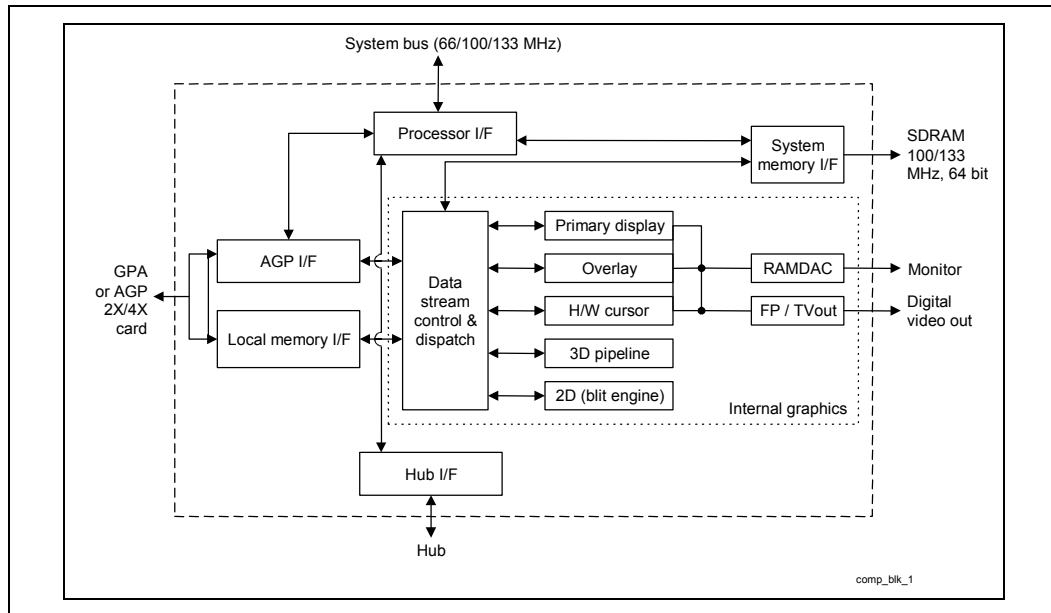 System bus (66/100/133 MHz)
Processor I/F
System
memory I/F
SDRAM
100/133
MHz, 64 bit
AGP I/F
Local memory I/F
GPA
or AGP
2X/4X
card
Data
stream
control &
dispatch
Primary display
Overlay
H/W cursor
3D pipeline
2D (blit engine)
RAMDAC
FP / TVout
Monitor
Digital
video out
Internal graphics
Hub I/F
Hub
comp_blk_1